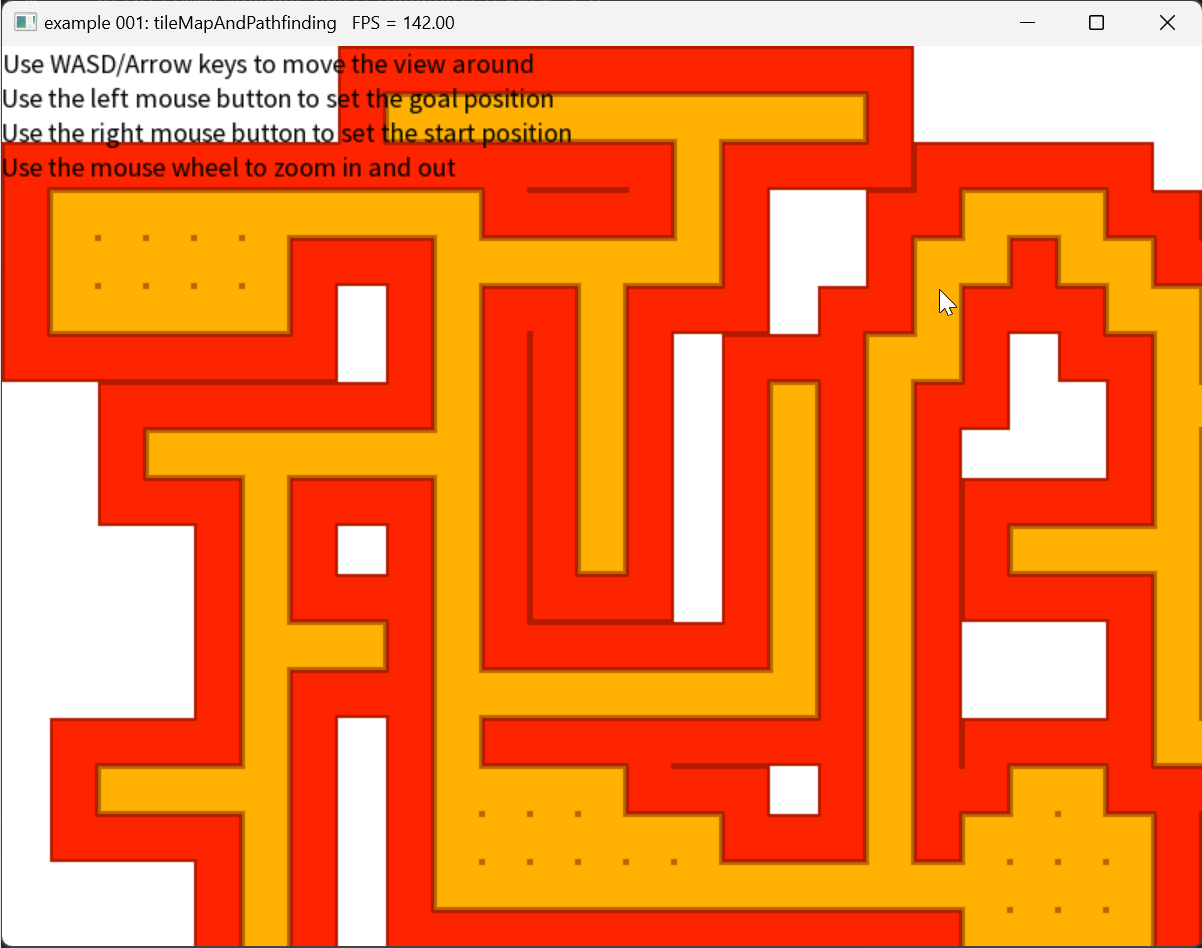 example 001: tileMapAndPathfinding   FPS = 142.00
Use WASD/Arrow keys to move the view around
Use the left mouse button to set the goal position
Use the right mouse button to set the start position
Use the mouse wheel to zoom in and out